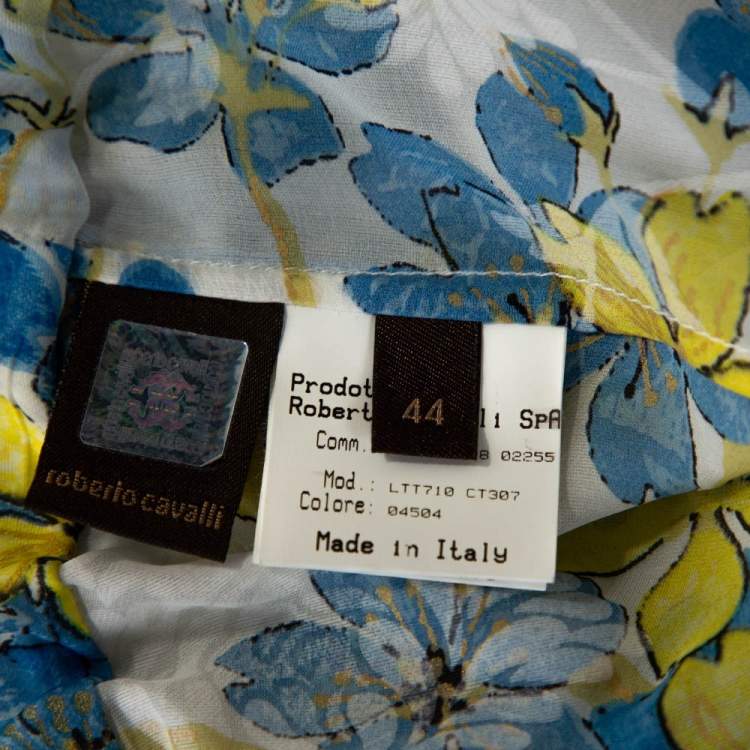 roberto cavalli
44
Prodot
Robert li SpA
Comm. 8 02255
Mod.: LTT710 CT307
Colore: 04504
Made in Italy